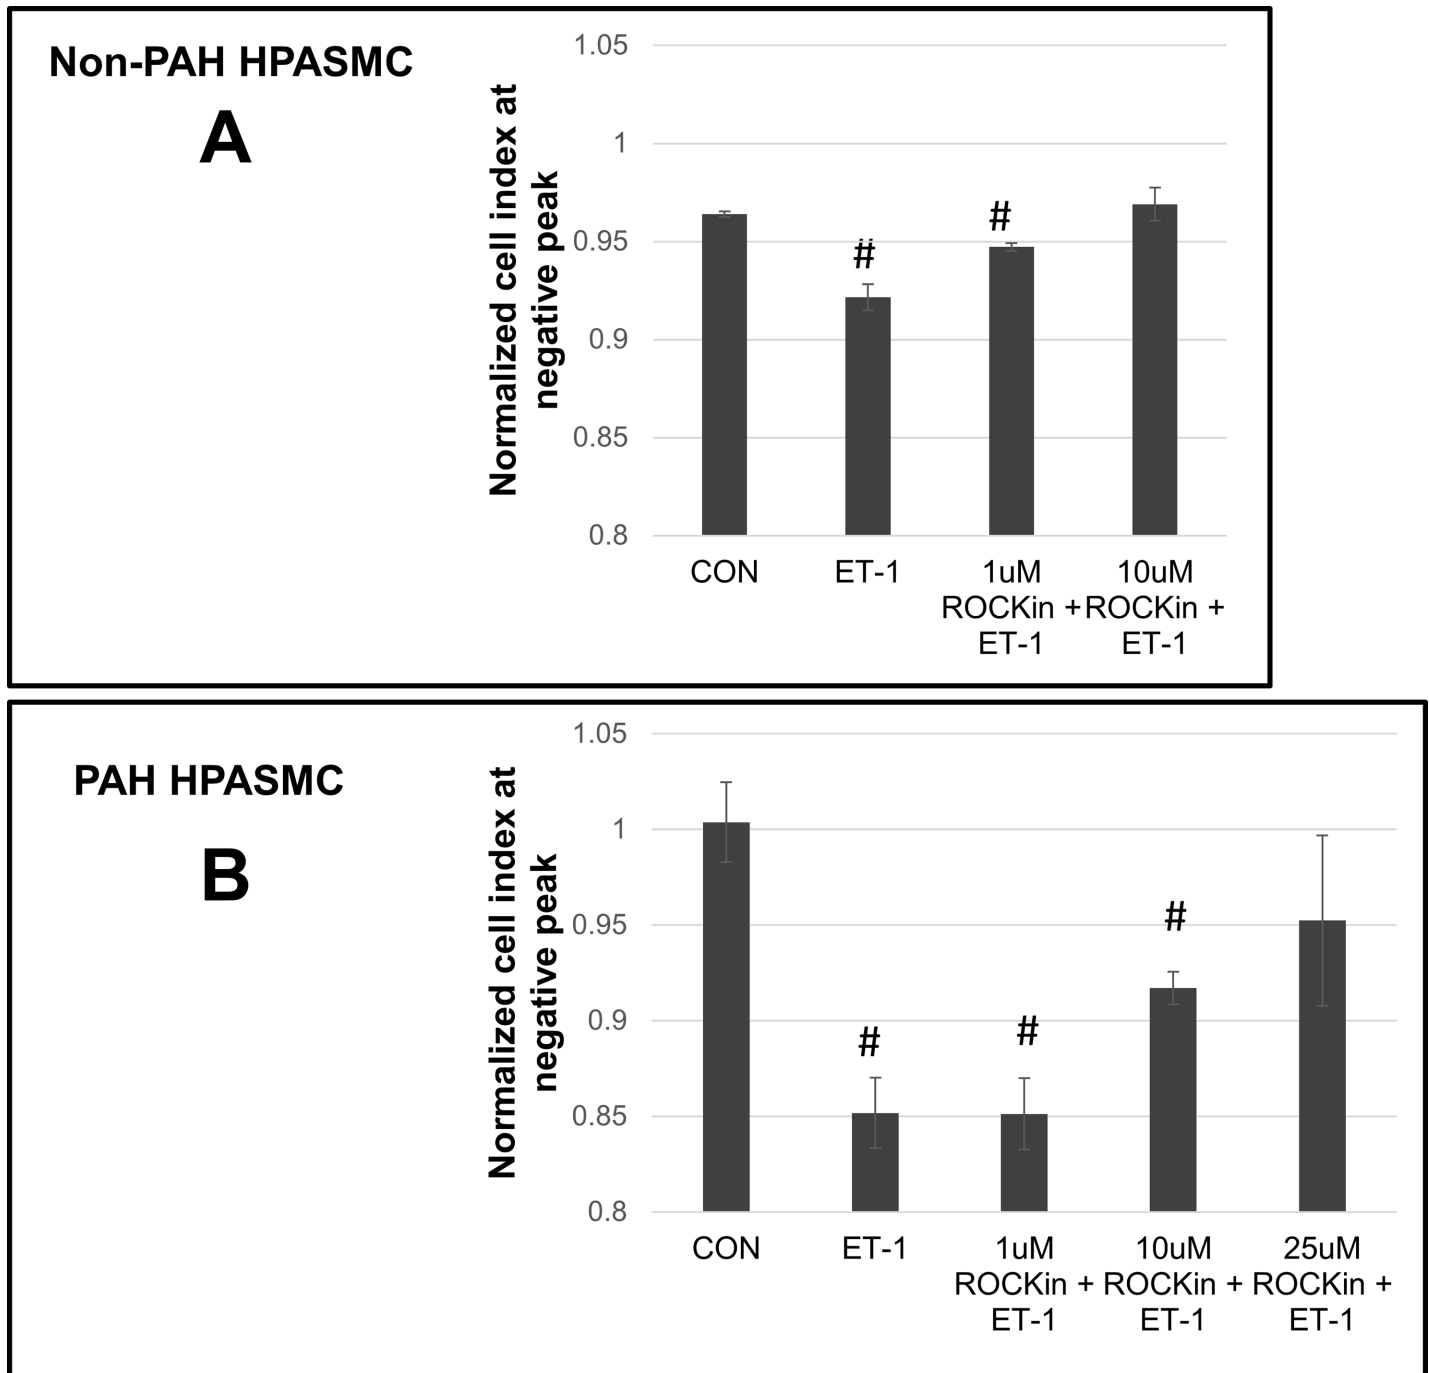 Non-PAH HPASMC
A
Normalized cell index at
negative peak
1.05
1
0.95
0.9
0.85
0.8
#
#
CON
ET-1
1uM
ROCKin +
ET-1
10uM
ROCKin +
ET-1
PAH HPASMC
B
Normalized cell index at
negative peak
1.05
1
0.95
0.9
0.85
0.8
#
#
#
CON
ET-1
1uM
ROCKin +
ET-1
10uM
ROCKin +
ET-1
25uM
ROCKin +
ET-1